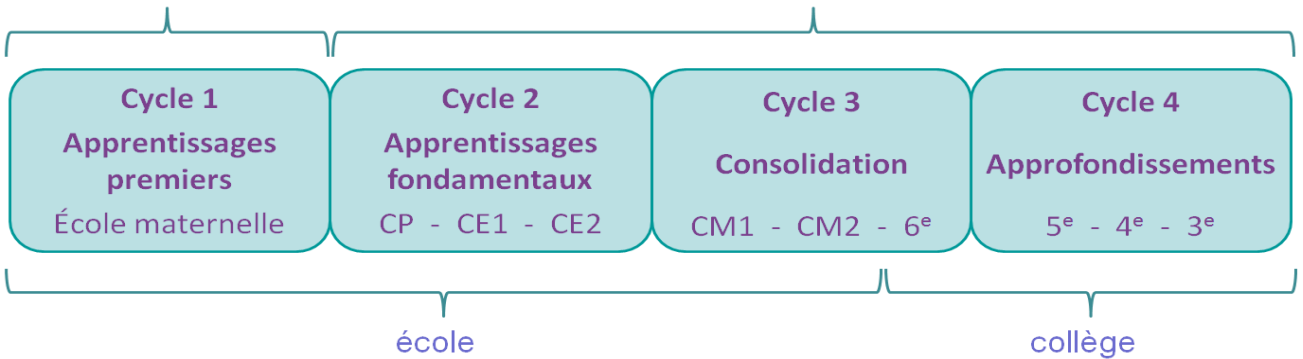 Cycle 1
Apprentissages
premiers
École maternelle
Cycle 2
Apprentissages
fondamentaux
CP - CE1 - CE2
Cycle 3
Consolidation
CM1 - CM2 - 6ᵉ
Cycle 4
Approfondissements
5ᵉ - 4ᵉ - 3ᵉ
école
collège